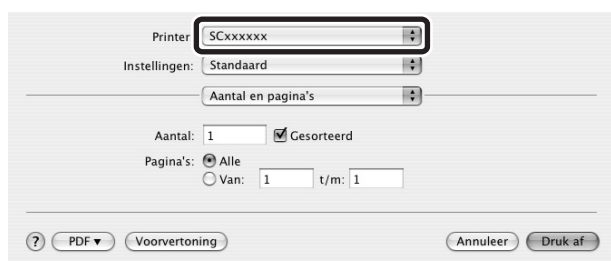 Printer SCxxxxxx
Instellingen: Standaard
Aantal en pagina's
Aantal: 1 Gesorteerd
Pagina's: Alle
Van: 1 t/m: 1
? PDF Voorvertoning Annuleer Druk af